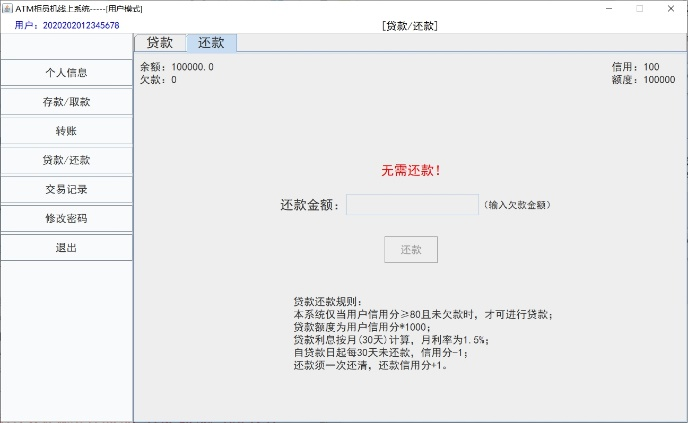 ATM柜员机线上系统-----[用户模式]
用户：2020202012345678
[贷款/还款]
贷款
还款
个人信息
存款/取款
转账
贷款/还款
交易记录
修改密码
退出
余额：100000.0
欠款：0
信用：100
额度：100000
无需还款！
还款金额：
（输入欠款金额）
还款
贷款还款规则：
本系统仅当用户信用分≥80且未欠款时，才可进行贷款；
贷款额度为用户信用分*1000；
贷款利息按月(30天)计算，月利率为1.5%；
自贷款日起每30天未还款，信用分-1；
还款须一次还清，还款信用分+1。